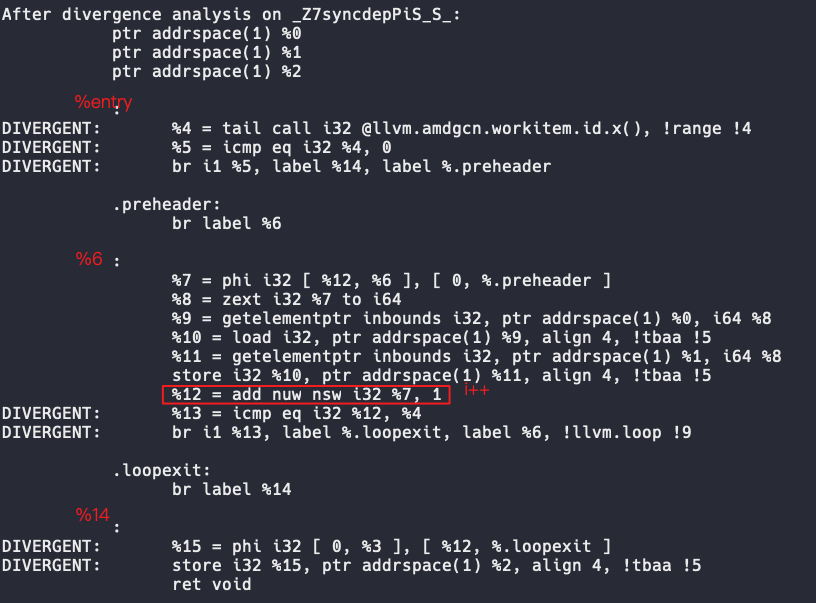 After divergence analysis on _Z7syncdepPiS_S_:
ptr addrspace(1) %0
ptr addrspace(1) %1
ptr addrspace(1) %2
%entry
:
DIVERGENT: %4 = tail call i32 @llvm.amdgcn.workitem.id.x(), !range !4
DIVERGENT: %5 = icmp eq i32 %4, 0
DIVERGENT: br i1 %5, label %14, label %.preheader
.preheader:
br label %6
%6 :
%7 = phi i32 [ %12, %6 ], [ 0, %.preheader ]
%8 = zext i32 %7 to i64
%9 = getelementptr inbounds i32, ptr addrspace(1) %0, i64 %8
%10 = load i32, ptr addrspace(1) %9, align 4, !tbaa !5
%11 = getelementptr inbounds i32, ptr addrspace(1) %1, i64 %8
store i32 %10, ptr addrspace(1) %11, align 4, !tbaa !5
%12 = add nuw nsw i32 %7, 1 i++
DIVERGENT: %13 = icmp eq i32 %12, %4
DIVERGENT: br i1 %13, label %.loopexit, label %6, !llvm.loop !9
.loopexit:
br label %14
%14
:
DIVERGENT: %15 = phi i32 [ 0, %3 ], [ %12, %.loopexit ]
DIVERGENT: store i32 %15, ptr addrspace(1) %2, align 4, !tbaa !5
ret void